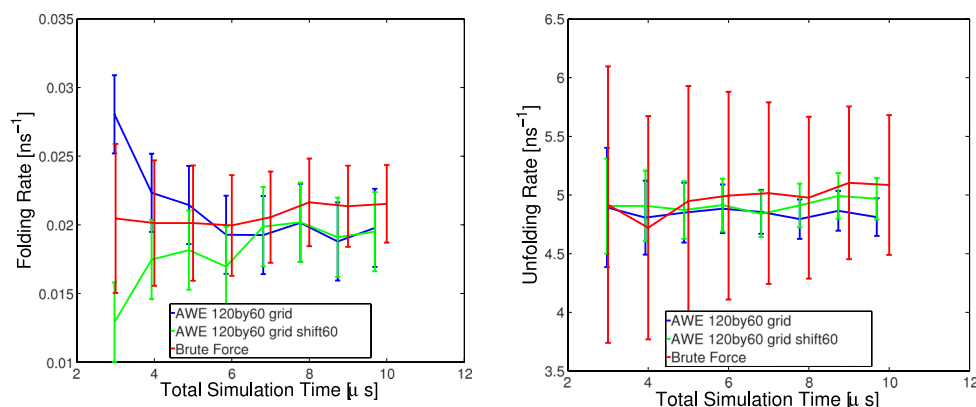 0.035
0.03
0.025
0.02
0.015
0.01
Folding Rate [ns⁻¹]
AWE 120by60 grid
AWE 120by60 grid shift60
Brute Force
2 4 6 8 10 12
Total Simulation Time [μ s]
6.5
6
5.5
5
4.5
4
3.5
Unfolding Rate [ns⁻¹]
AWE 120by60 grid
AWE 120by60 grid shift60
Brute Force
2 4 6 8 10 12
Total Simulation Time [μ s]